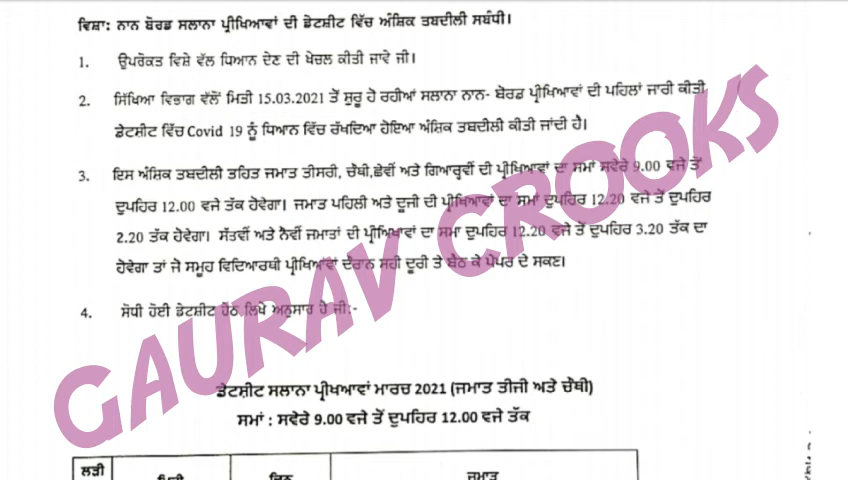 ਵਿਸ਼ਾ: ਨਾਨ ਬੋਰਡ ਸਲਾਨਾ ਪ੍ਰੀਖਿਆਵਾਂ ਦੀ ਡੇਟਸ਼ੀਟ ਵਿੱਚ ਅੰਸ਼ਿਕ ਤਬਦੀਲੀ ਸਬੰਧੀ।
1. ਉਪਰੋਕਤ ਵਿਸ਼ੇ ਵੱਲ ਧਿਆਨ ਦੇਣ ਦੀ ਖੇਚਲ ਕੀਤੀ ਜਾਵੇ ਜੀ।
2. ਸਿੱਖਿਆ ਵਿਭਾਗ ਵੱਲੋਂ ਮਿਤੀ 15.03.2021 ਤੋਂ ਸ਼ੁਰੂ ਹੋ ਰਹੀਆਂ ਸਲਾਨਾ ਨਾਨ- ਬੋਰਡ ਪ੍ਰੀਖਿਆਵਾਂ ਦੀ ਪਹਿਲਾਂ ਜਾਰੀ ਕੀਤੀ
ਡੇਟਸ਼ੀਟ ਵਿੱਚ Covid 19 ਨੂੰ ਧਿਆਨ ਵਿੱਚ ਰੱਖਦਿਆ ਹੋਇਆ ਅੰਸ਼ਿਕ ਤਬਦੀਲੀ ਕੀਤੀ ਜਾਂਦੀ ਹੈ।
3. ਇਸ ਅੰਸ਼ਿਕ ਤਬਦੀਲੀ ਤਹਿਤ ਜਮਾਤ ਤੀਸਰੀ, ਚੌਥੀ,ਛੇਵੀਂ ਅਤੇ ਗਿਆਰ੍ਹਵੀਂ ਦੀ ਪ੍ਰੀਖਿਆਵਾਂ ਦਾ ਸਮਾਂ ਸਵੇਰੇ 9.00 ਵਜੇ ਤੋਂ
ਦੁਪਹਿਰ 12.00 ਵਜੇ ਤੱਕ ਹੋਵੇਗਾ। ਜਮਾਤ ਪਹਿਲੀ ਅਤੇ ਦੂਜੀ ਦੀ ਪ੍ਰੀਖਿਆਵਾਂ ਦਾ ਸਮਾਂ ਦੁਪਹਿਰ 12.20 ਵਜੇ ਤੋਂ ਦੁਪਹਿਰ
2.20 ਤੱਕ ਹੋਵੇਗਾ। ਸੱਤਵੀਂ ਅਤੇ ਨੌਵੀਂ ਜਮਾਤਾਂ ਦੀ ਪ੍ਰੀਅਖਿਾਵਾਂ ਦਾ ਸਮਾਂ ਦੁਪਹਿਰ 12.20 ਵਜੇ ਤੋਂ ਦੁਪਹਿਰ 3.20 ਤੱਕ ਦਾ
ਹੋਵੇਗਾ ਤਾਂ ਜੋ ਸਮੂਹ ਵਿਦਿਆਰਥੀ ਪ੍ਰੀਖਿਆਵਾਂ ਦੌਰਾਨ ਸਹੀ ਦੂਰੀ ਤੇ ਬੈਠ ਕੇ ਪੇਪਰ ਦੇ ਸਕਣ।
4. ਸੋਧੀ ਹੋਈ ਡੇਟਸ਼ੀਟ ਹੇਠ ਲਿਖੇ ਅਨੁਸਾਰ ਹੈ ਜੀ:-
GAURAV CROOKS
ਡੇਟਸ਼ੀਟ ਸਲਾਨਾ ਪ੍ਰੀਖਆਵਾਂ ਮਾਰਚ 2021 (ਜਮਾਤ ਤੀਜੀ ਅਤੇ ਚੌਥੀ)
ਸਮਾਂ : ਸਵੇਰੇ 9.00 ਵਜੇ ਤੋਂ ਦੁਪਹਿਰ 12.00 ਵਜੇ ਤੱਕ
ਲੜੀ